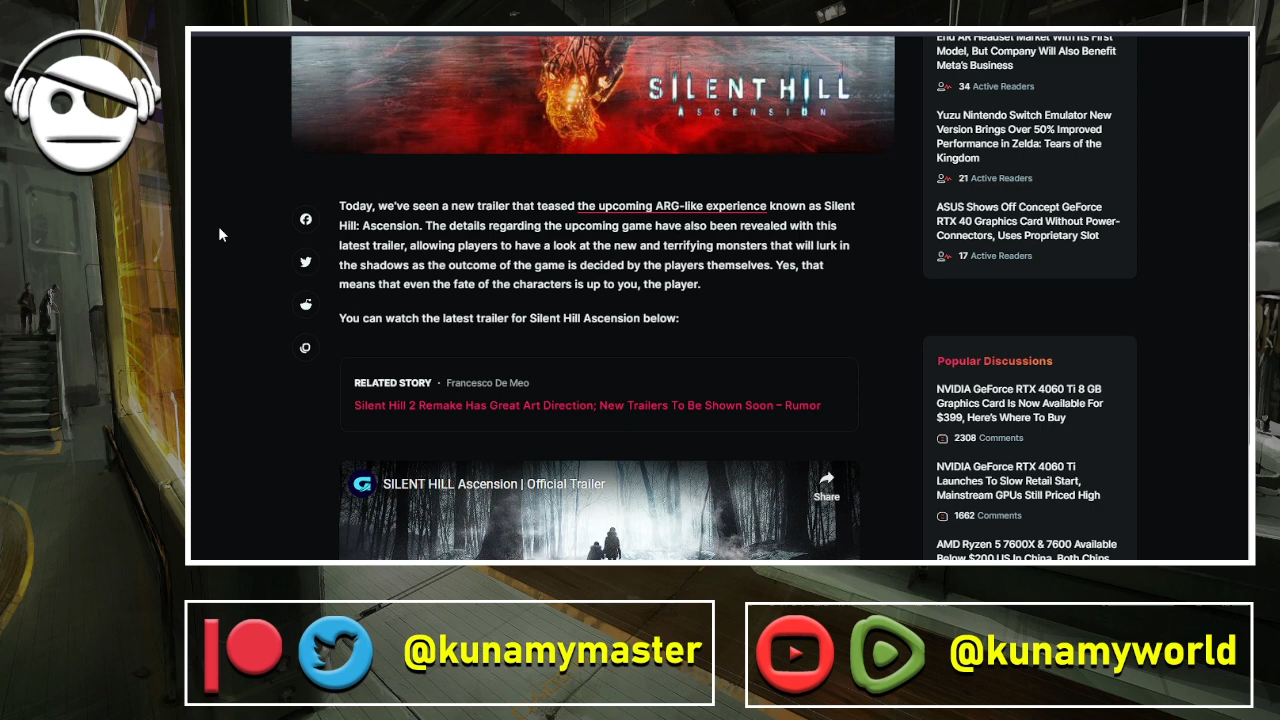 SILENT HILL
ASCENSION
Today, we've seen a new trailer that teased the upcoming ARG-like experience known as Silent
Hill: Ascension. The details regarding the upcoming game have also been revealed with this
latest trailer, allowing players to have a look at the new and terrifying monsters that will lurk in
the shadows as the outcome of the game is decided by the players themselves. Yes, that
means that even the fate of the characters is up to you, the player.
You can watch the latest trailer for Silent Hill Ascension below:
RELATED STORY · Francesco De Meo
Silent Hill 2 Remake Has Great Art Direction; New Trailers To Be Shown Soon – Rumor
SILENT HILL Ascension | Official Trailer
Share
End AR Headset Market With Its First
Model, But Company Will Also Benefit
Meta's Business
34 Active Readers
Yuzu Nintendo Switch Emulator New
Version Brings Over 50% Improved
Performance in Zelda: Tears of the
Kingdom
21 Active Readers
ASUS Shows Off Concept GeForce
RTX 40 Graphics Card Without Power-
Connectors, Uses Proprietary Slot
17 Active Readers
Popular Discussions
NVIDIA GeForce RTX 4060 Ti 8 GB
Graphics Card Is Now Available For
$399, Here's Where To Buy
2308 Comments
NVIDIA GeForce RTX 4060 Ti
Launches To Slow Retail Start,
Mainstream GPUs Still Priced High
1662 Comments
AMD Ryzen 5 7600X & 7600 Available
Below $200 US In China, Both Chips
@kunamymaster
@kunamyworld